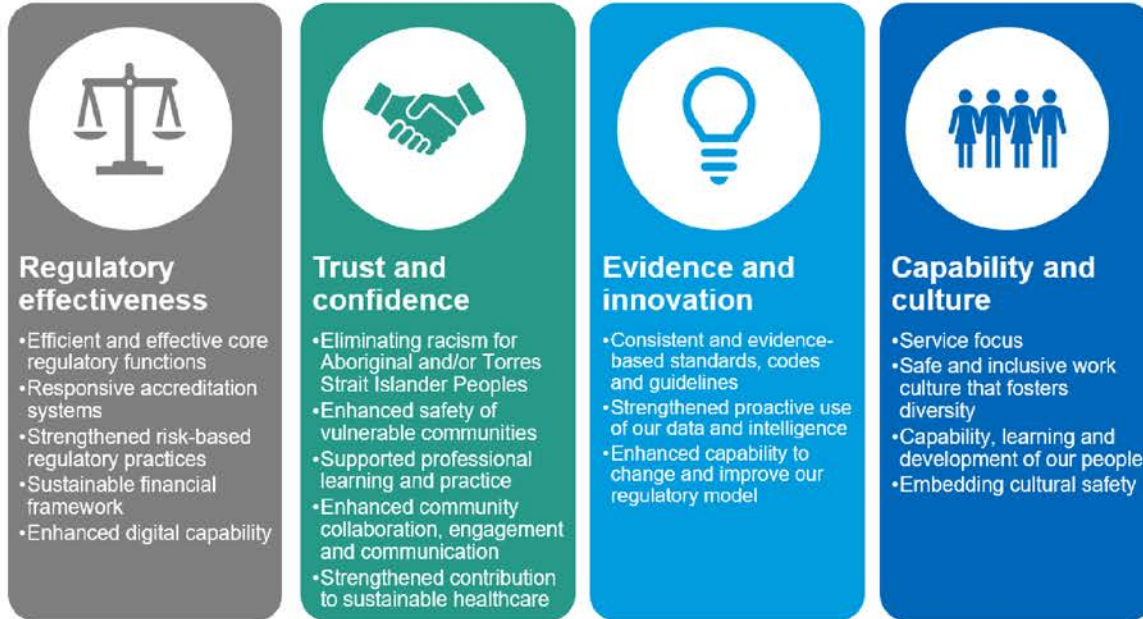 Regulatory
effectiveness
•Efficient and effective core
regulatory functions
•Responsive accreditation
systems
•Strengthened risk-based
regulatory practices
•Sustainable financial
framework
•Enhanced digital capability
Trust and
confidence
•Eliminating racism for
Aboriginal and/or Torres
Strait Islander Peoples
•Enhanced safety of
vulnerable communities
•Supported professional
learning and practice
•Enhanced community
collaboration, engagement
and communication
•Strengthened contribution
to sustainable healthcare
Evidence and
innovation
•Consistent and evidence-
based standards, codes
and guidelines
•Strengthened proactive use
of our data and intelligence
•Enhanced capability to
change and improve our
regulatory model
Capability and
culture
•Service focus
•Safe and inclusive work
culture that fosters
diversity
•Capability, learning and
development of our people
•Embedding cultural safety